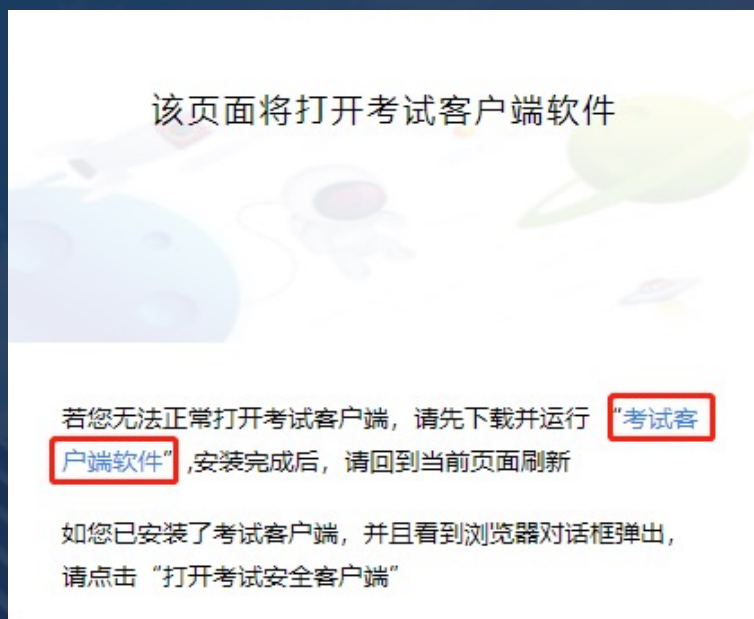 该页面将打开考试客户端软件
若您无法正常打开考试客户端，请先下载并运行 “考试客
户端软件” ,安装完成后，请回到当前页面刷新
如您已安装了考试客户端，并且看到浏览器对话框弹出，
请点击“打开考试安全客户端”